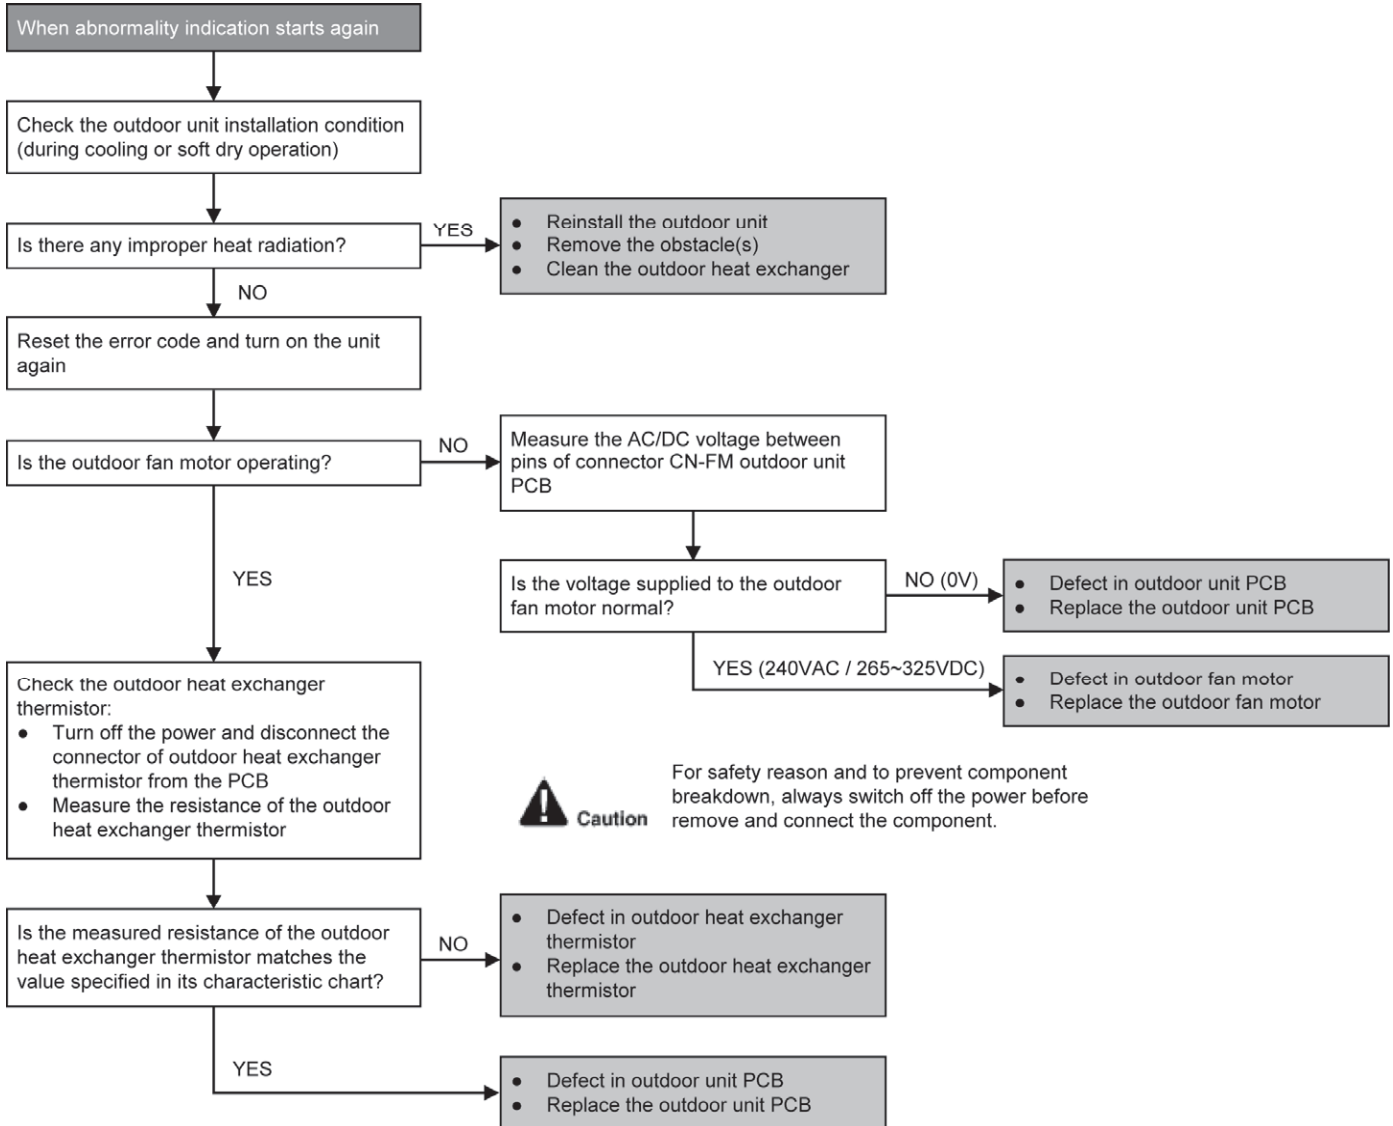 When abnormality indication starts again
Check the outdoor unit installation condition
(during cooling or soft dry operation)
Is there any improper heat radiation?
YES
● Reinstall the outdoor unit
● Remove the obstacle(s)
● Clean the outdoor heat exchanger
NO
Reset the error code and turn on the unit
again
Is the outdoor fan motor operating?
NO
Measure the AC/DC voltage between
pins of connector CN-FM outdoor unit
PCB
YES
Is the voltage supplied to the outdoor
fan motor normal?
NO (0V)
● Defect in outdoor unit PCB
● Replace the outdoor unit PCB
YES (240VAC / 265~325VDC)
● Defect in outdoor fan motor
● Replace the outdoor fan motor
Check the outdoor heat exchanger
thermistor:
● Turn off the power and disconnect the
connector of outdoor heat exchanger
thermistor from the PCB
● Measure the resistance of the outdoor
heat exchanger thermistor
Caution
For safety reason and to prevent component
breakdown, always switch off the power before
remove and connect the component.
Is the measured resistance of the outdoor
heat exchanger thermistor matches the
value specified in its characteristic chart?
NO
● Defect in outdoor heat exchanger
thermistor
● Replace the outdoor heat exchanger
thermistor
YES
● Defect in outdoor unit PCB
● Replace the outdoor unit PCB